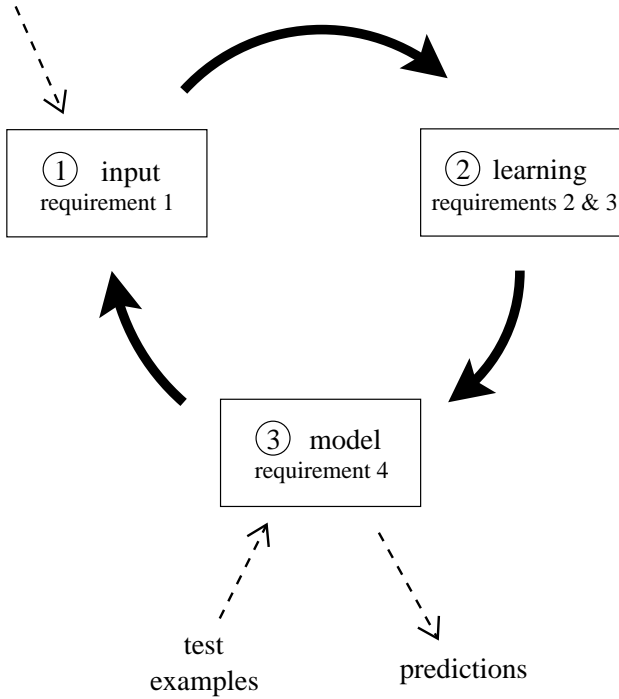 ① input
requirement 1
② learning
requirements 2 & 3
③ model
requirement 4
test
examples
predictions